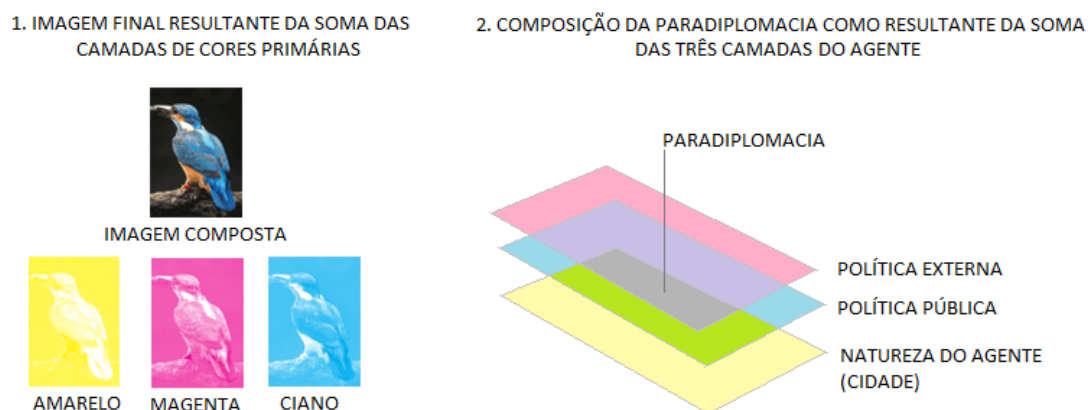 1. IMAGEM FINAL RESULTANTE DA SOMA DAS
CAMADAS DE CORES PRIMÁRIAS
IMAGEM COMPOSTA
AMARELO
MAGENTA
CIANO
2. COMPOSIÇÃO DA PARADIPLOMACIA COMO RESULTANTE DA SOMA
DAS TRÊS CAMADAS DO AGENTE
PARADIPLOMACIA
POLÍTICA EXTERNA
POLÍTICA PÚBLICA
NATUREZA DO AGENTE
(CIDADE)